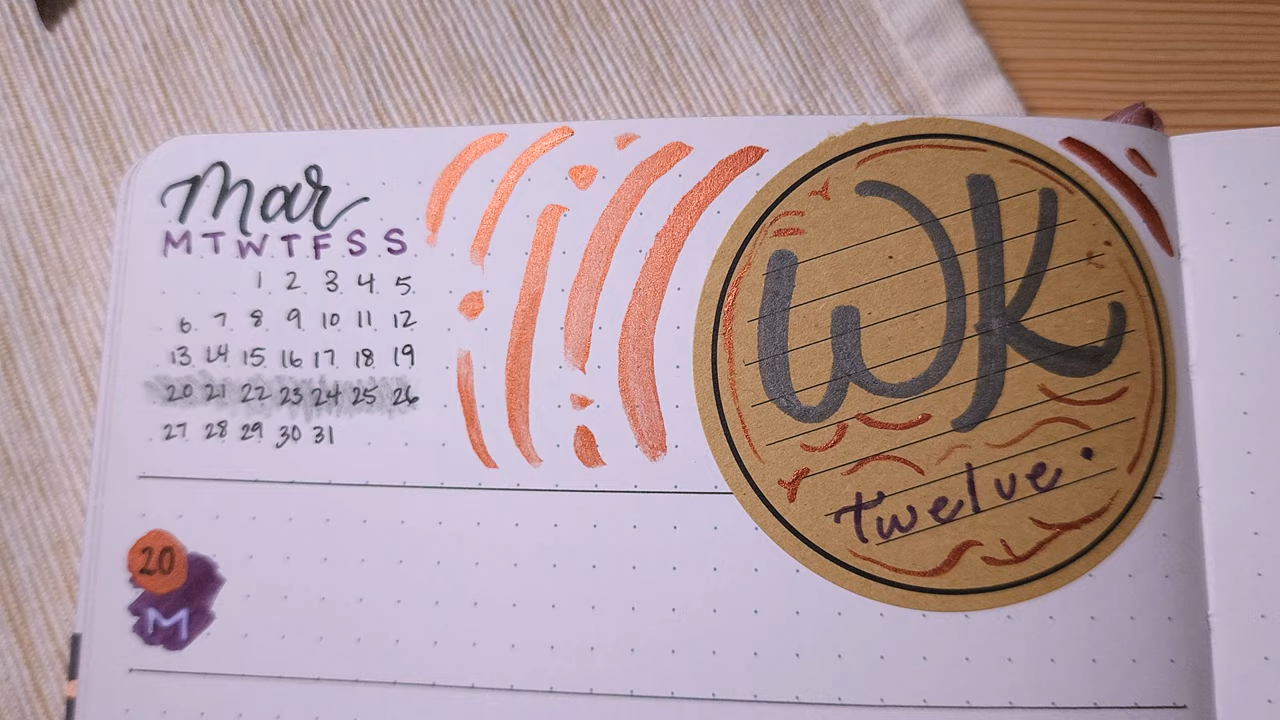 Mar
M T W T F S S
1 2 3 4 5
6 7 8 9 10 11 12
13 14 15 16 17 18 19
20 21 22 23 24 25 26
27 28 29 30 31
WK
twelve.
20
M